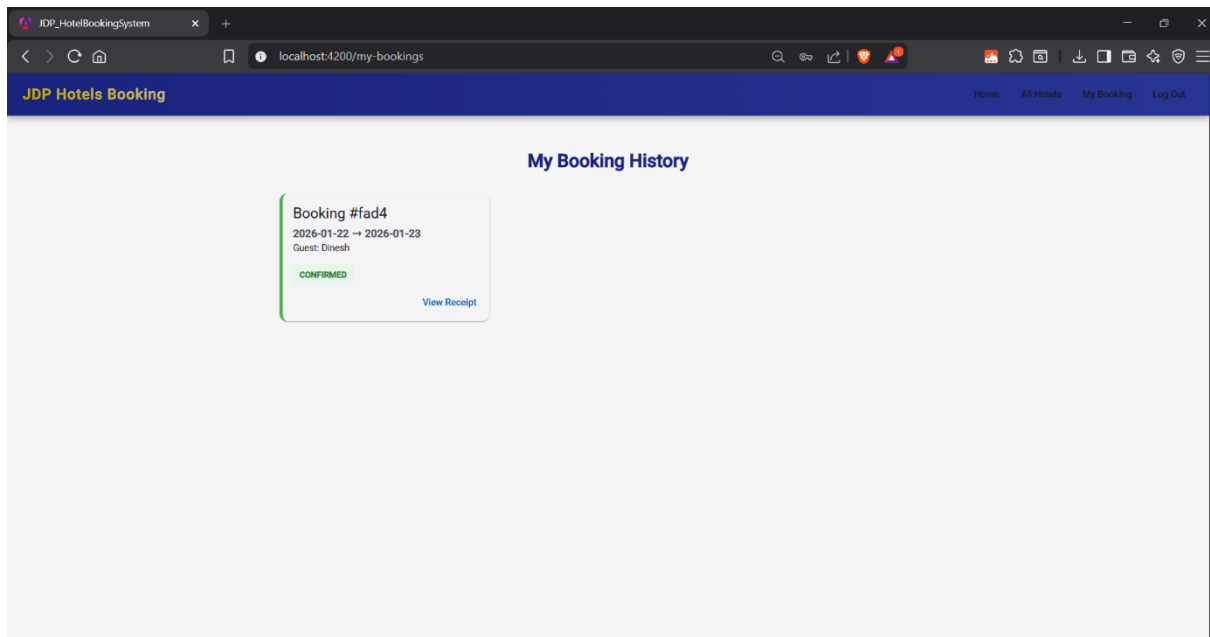 JDP_HotelBookingSystem
localhost:4200/my-bookings
JDP Hotels Booking
Home All Hotels My Booking Log Out
My Booking History
Booking #fad4
2026-01-22 → 2026-01-23
Guest: Dinesh
CONFIRMED
View Receipt